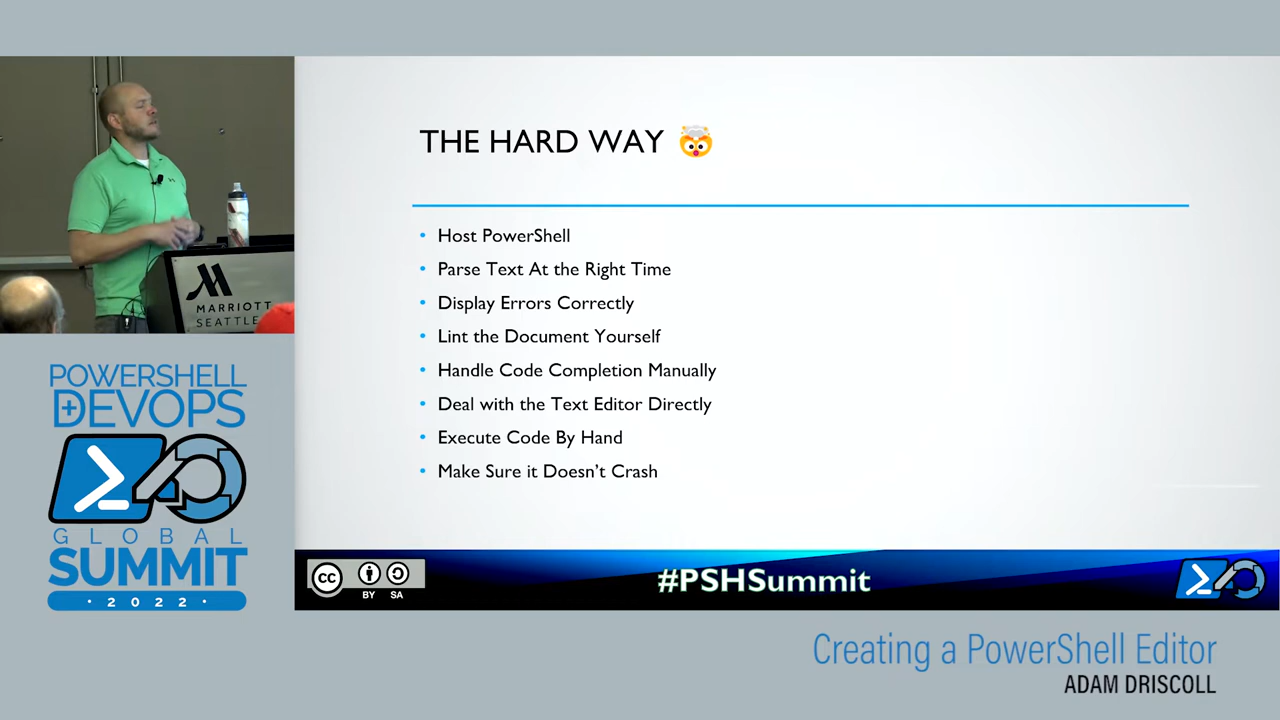 THE HARD WAY
• Host PowerShell
• Parse Text At the Right Time
• Display Errors Correctly
• Lint the Document Yourself
• Handle Code Completion Manually
• Deal with the Text Editor Directly
• Execute Code By Hand
• Make Sure it Doesn't Crash
MARRIOTT
SEATTLE
POWERSHELL
DEVOPS
GLOBAL
SUMMIT
· 2022 ·
CC
BY SA
#PSHSummit
Creating a PowerShell Editor
ADAM DRISCOLL